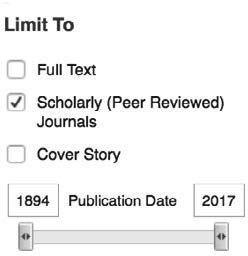 Limit To
Full Text
Scholarly (Peer Reviewed)
Journals
Cover Story
1894 Publication Date 2017